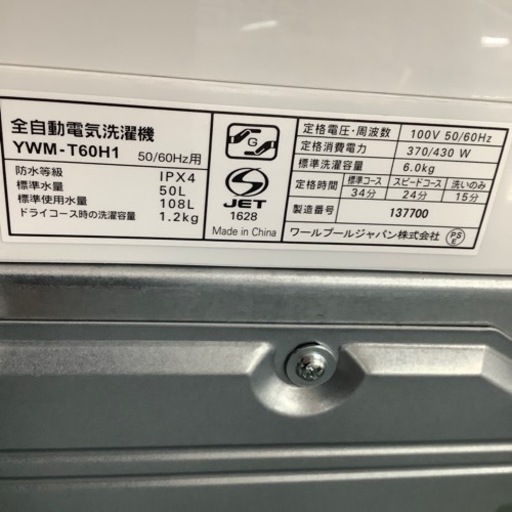 全自動電気洗濯機
YWM-T60H1 50/60Hz用
防水等級 IPX4
標準水量 50L
標準使用水量 108L
ドライコース時の洗濯容量 1.2kg
G
S
JET
1628
Made in China
定格電圧・周波数 100V 50/60Hz
定格消費電力 370/430 W
標準洗濯容量 6.0kg
定格時間 標準コース スピードコース 洗いのみ
34分 24分 15分
製造番号 137700
ワールプールジャパン株式会社 PSE